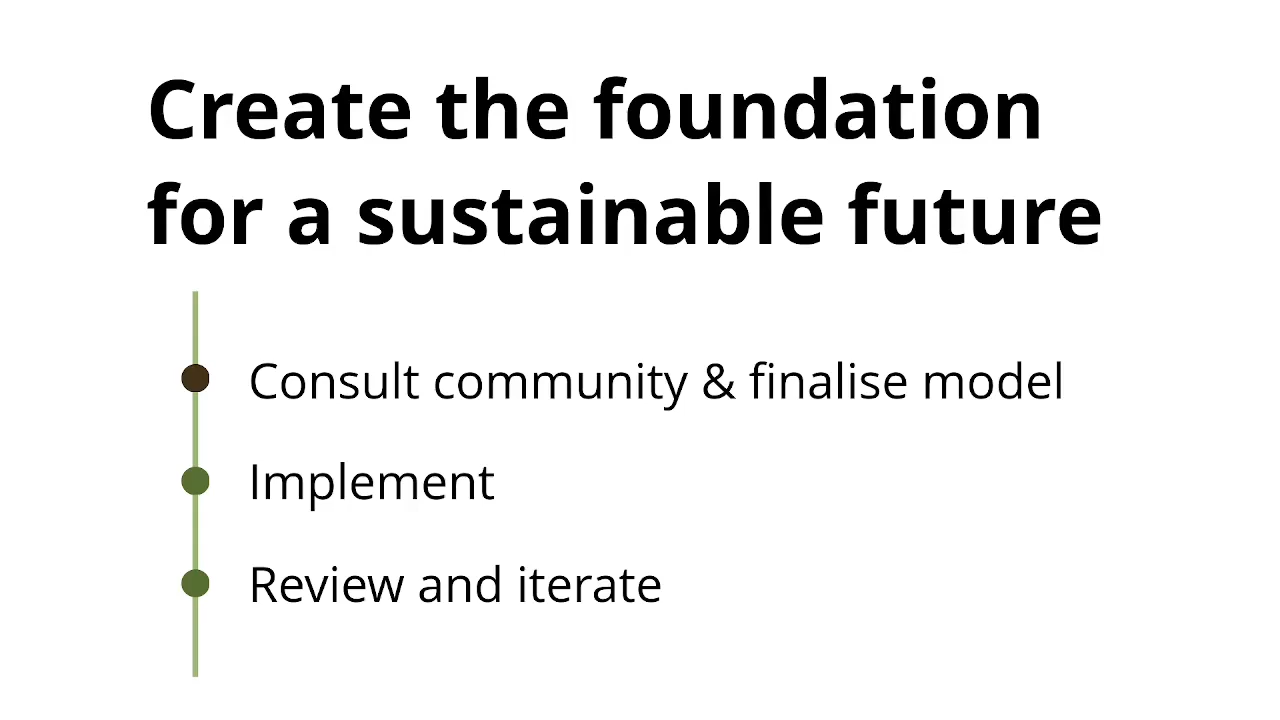 Create the foundation
for a sustainable future
Consult community & finalise model
Implement
Review and iterate